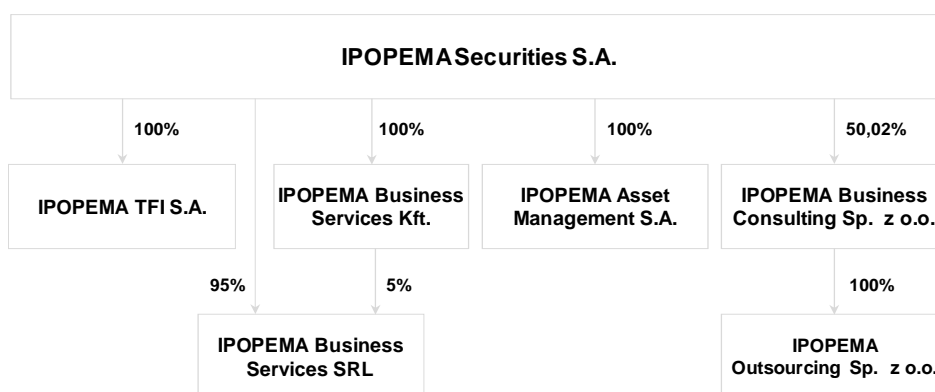 IPOPEMA Securities S.A.
100%
100%
100%
50,02%
IPOPEMA TFI S.A.
IPOPEMA Business
Services Kft.
IPOPEMA Asset
Management S.A.
IPOPEMA Business
Consulting Sp. z o.o.
95%
5%
100%
IPOPEMA Business
Services SRL
IPOPEMA
Outsourcing Sp. z o.o.